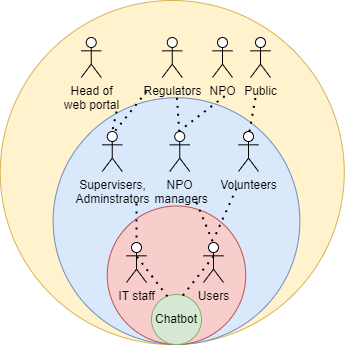 Head of
web portal
Regulators
NPO
Public
Supervisers,
Adminstrators
NPO
managers
Volunteers
IT staff
Users
Chatbot